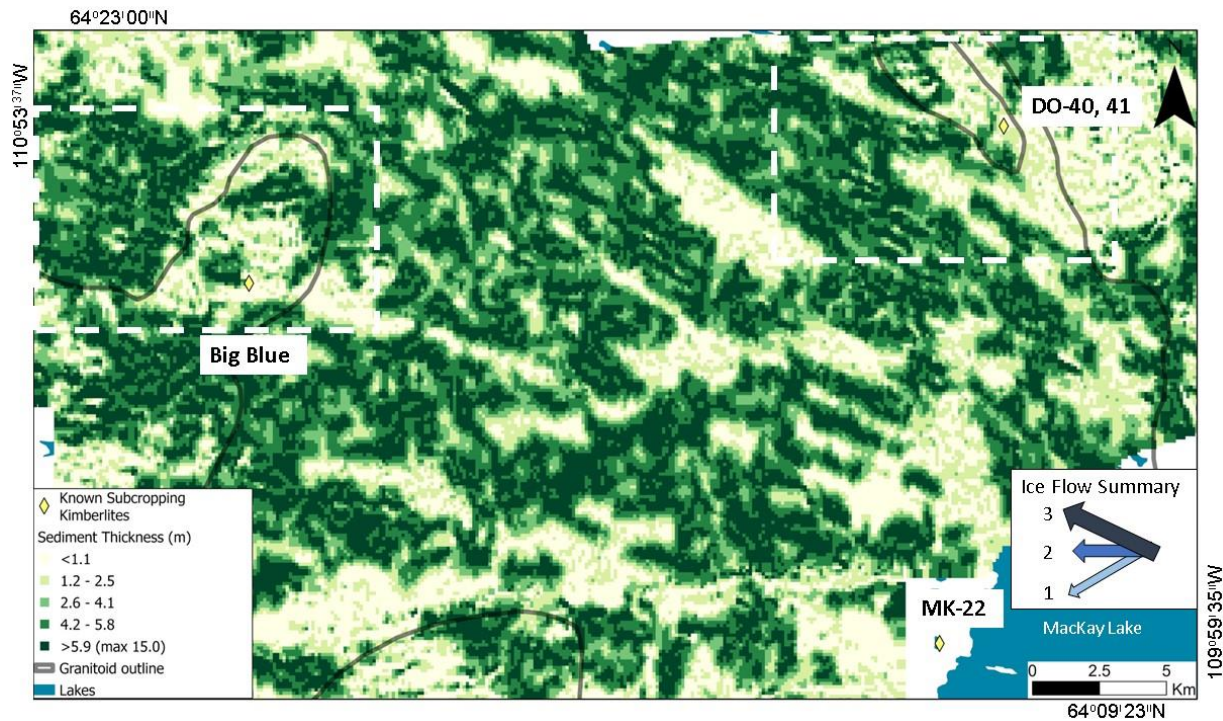 64°23'00"N
110°53'37"W
DO-40, 41
Big Blue
Known Subcropping
Kimberlites
Sediment Thickness (m)
<1.1
1.2 - 2.5
2.6 - 4.1
4.2 - 5.8
>5.9 (max 15.0)
Granitoid outline
Lakes
Ice Flow Summary
3
2
1
MK-22
MacKay Lake
0 2.5 5
Km
109°59'35"W
64°09'23"N